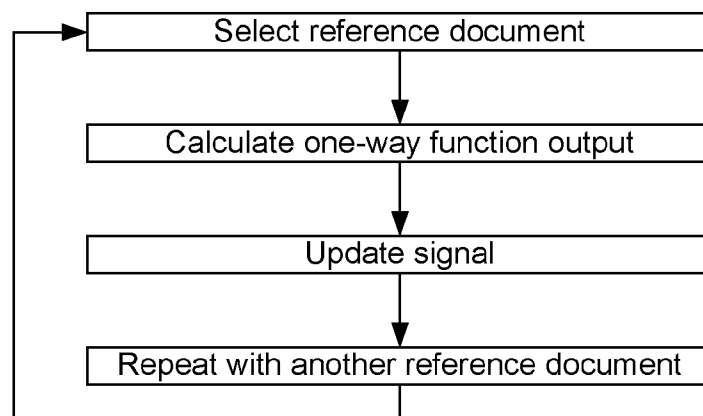 Select reference document
Calculate one-way function output
Update signal
Repeat with another reference document